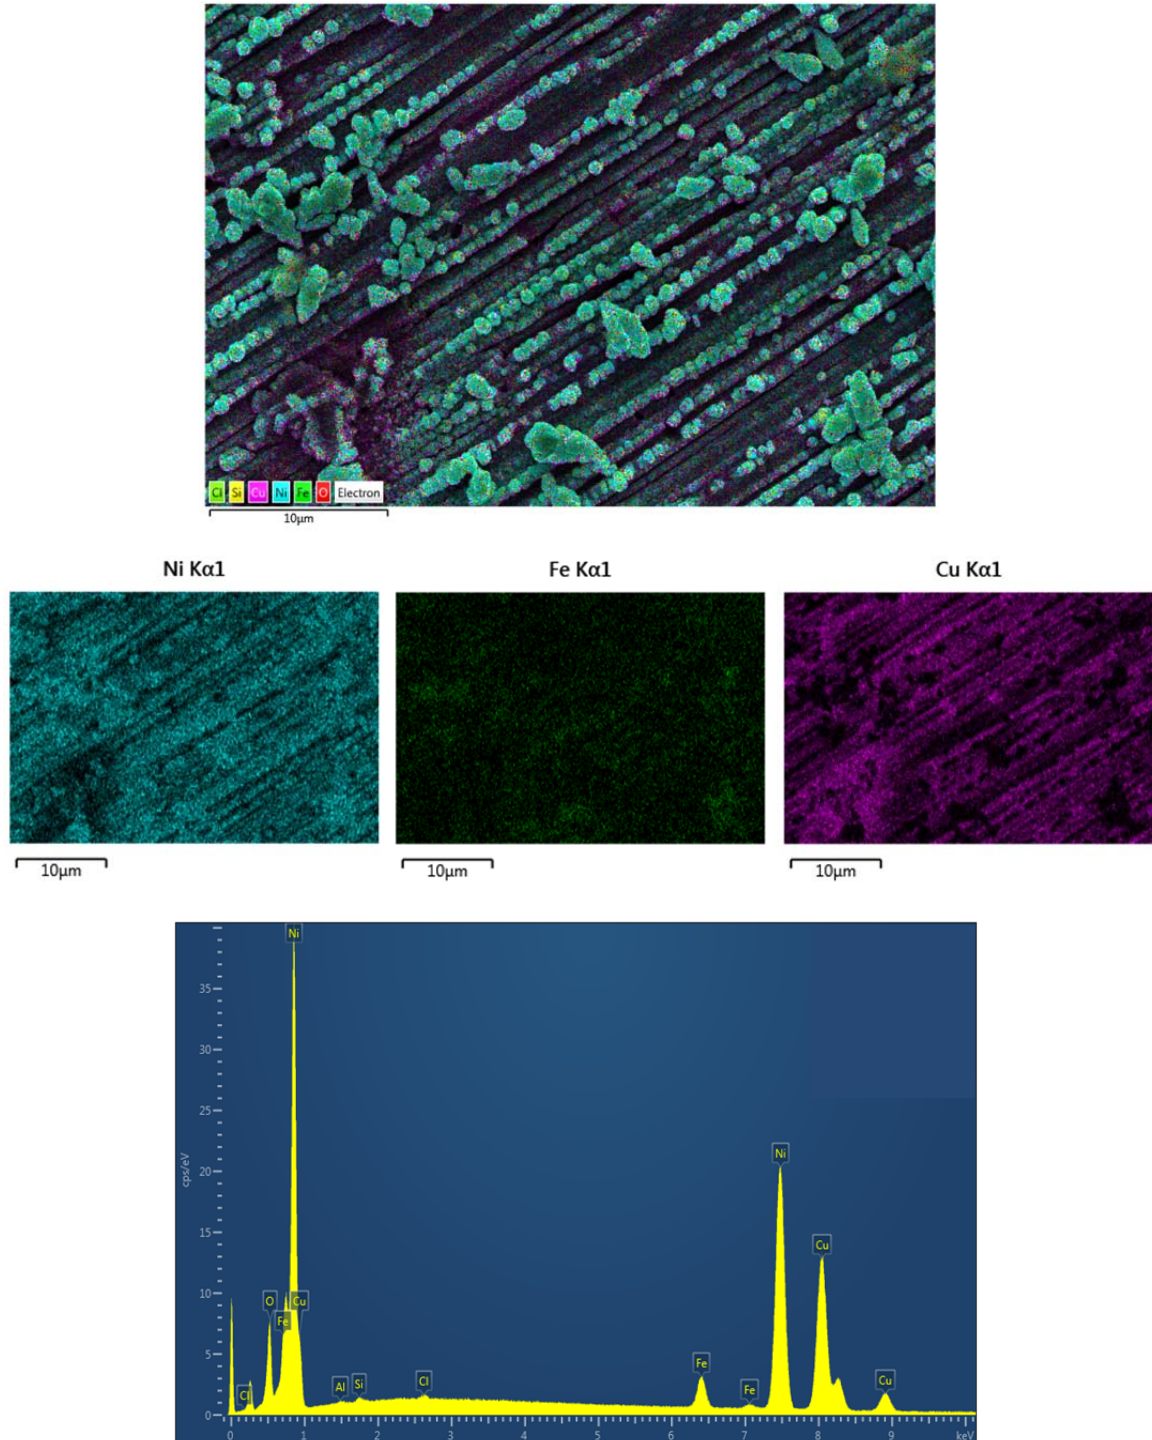 Cl Si Cu Ni Fe O Electron
10µm
Ni Kα1 Fe Kα1 Cu Kα1
10µm 10µm 10µm
Ni
35
30
25
Ni
20
15
Cu
10
O Cu
Fe
5
Fe
Cl Al Si Cl Fe Cu
0
cps/eV
0 1 2 3 4 5 6 7 8 9 keV